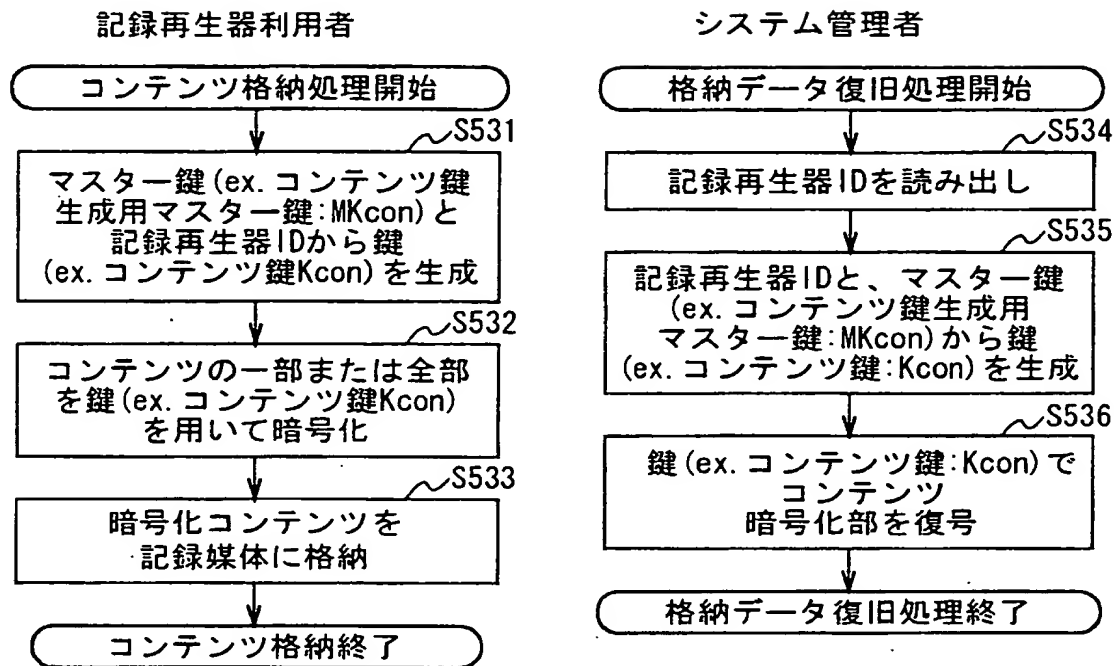 記録再生器利用者
コンテンツ格納処理開始
S531
マスター鍵(ex.コンテンツ鍵
生成用マスター鍵:MKcon)と
記録再生器IDから鍵
(ex.コンテンツ鍵Kcon)を生成
S532
コンテンツの一部または全部
を鍵(ex.コンテンツ鍵Kcon)
を用いて暗号化
S533
暗号化コンテンツを
記録媒体に格納
コンテンツ格納終了
システム管理者
格納データ復旧処理開始
S534
記録再生器IDを読み出し
S535
記録再生器IDと、マスター鍵
(ex.コンテンツ鍵生成用
マスター鍵:MKcon)から鍵
(ex.コンテンツ鍵:Kcon)を生成
S536
鍵(ex.コンテンツ鍵:Kcon)で
コンテンツ
暗号化部を復号
格納データ復旧処理終了